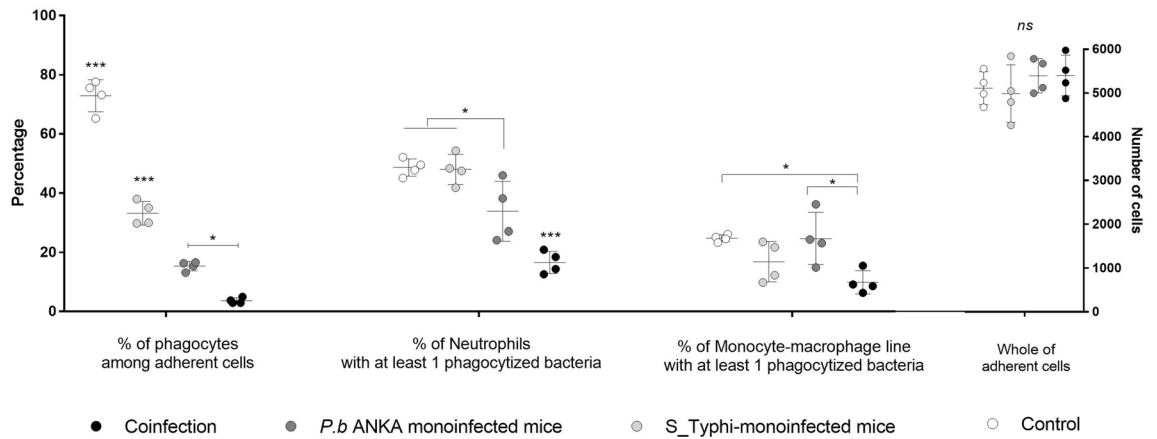 100
80
60
40
20
0
Percentage
***
***
*
*
***
*
*
ns
6000
5000
4000
3000
2000
1000
0
Number of cells
% of phagocytes
among adherent cells
% of Neutrophils
with at least 1 phagocytized bacteria
% of Monocyte-macrophage line
with at least 1 phagocytized bacteria
Whole of
adherent cells
Coinfection
P.b ANKA monoinfected mice
S_Typhi-monoinfected mice
Control